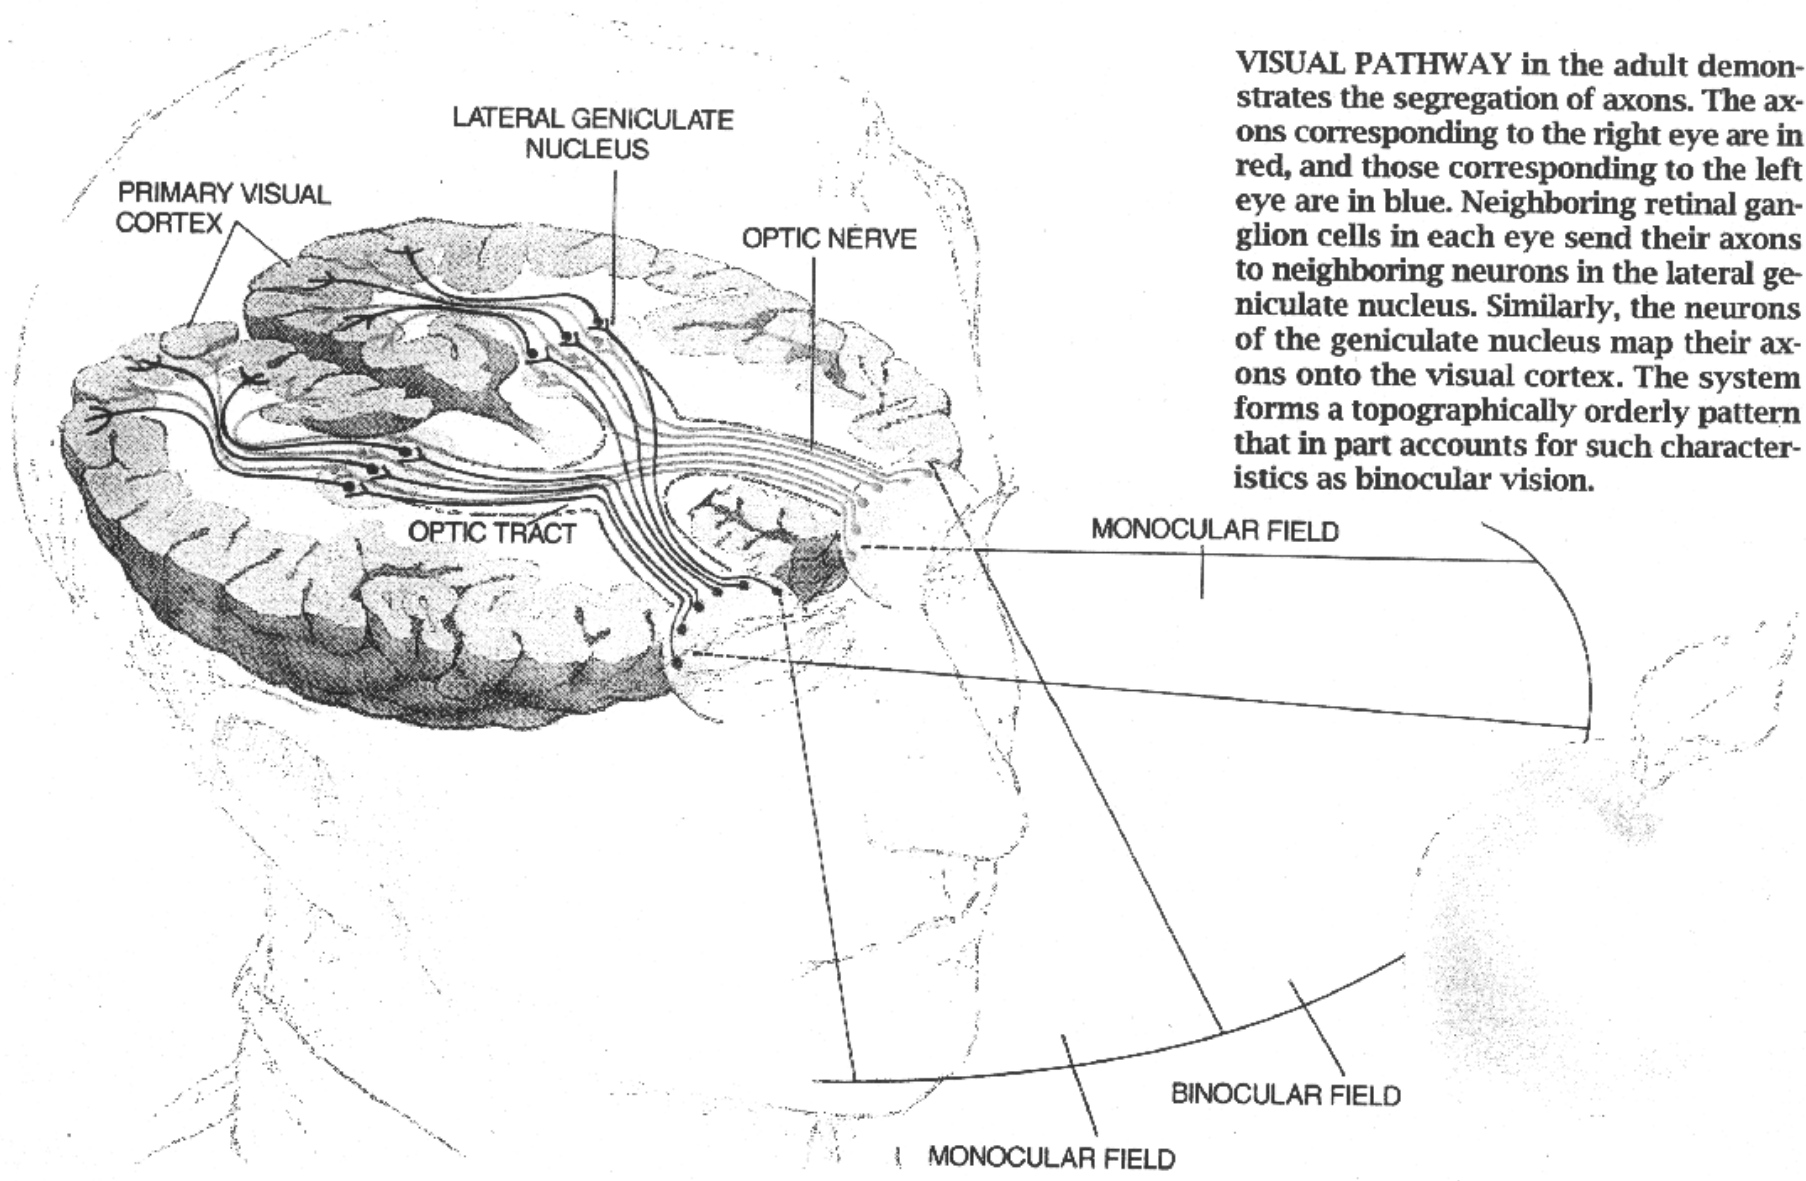 VISUAL PATHWAY in the adult demon-
strates the segregation of axons. The ax-
ons corresponding to the right eye are in
red, and those corresponding to the left
eye are in blue. Neighboring retinal gan-
glion cells in each eye send their axons
to neighboring neurons in the lateral ge-
niculate nucleus. Similarly, the neurons
of the geniculate nucleus map their ax-
ons onto the visual cortex. The system
forms a topographically orderly pattern
that in part accounts for such character-
istics as binocular vision.
LATERAL GENICULATE
NUCLEUS
PRIMARY VISUAL
CORTEX
OPTIC NERVE
OPTIC TRACT
MONOCULAR FIELD
BINOCULAR FIELD
MONOCULAR FIELD